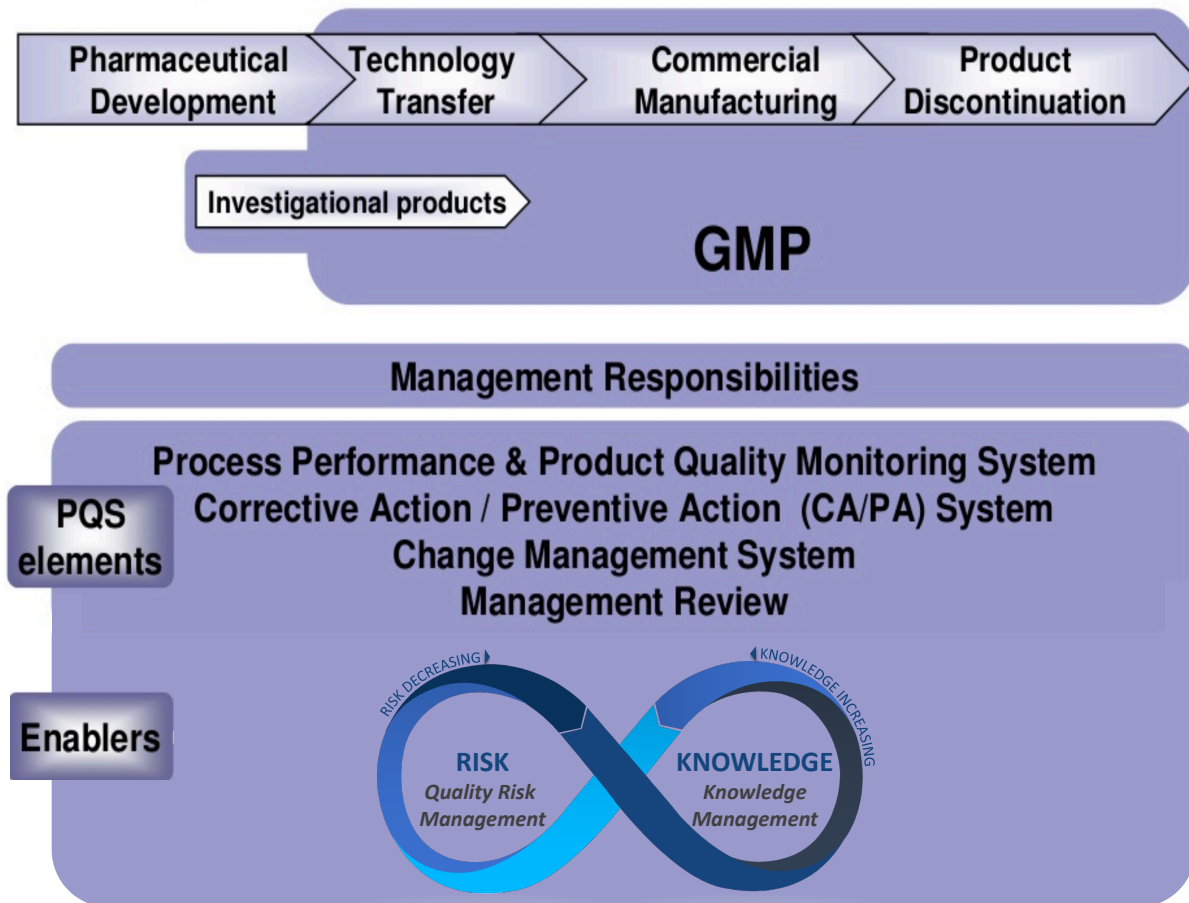 Pharmaceutical
Development
Technology
Transfer
Commercial
Manufacturing
Product
Discontinuation
Investigational products
GMP
Management Responsibilities
PQS
elements
Process Performance & Product Quality Monitoring System
Corrective Action / Preventive Action (CA/PA) System
Change Management System
Management Review
Enablers
RISK DECREASING
RISK
Quality Risk
Management
KNOWLEDGE INCREASING
KNOWLEDGE
Knowledge
Management